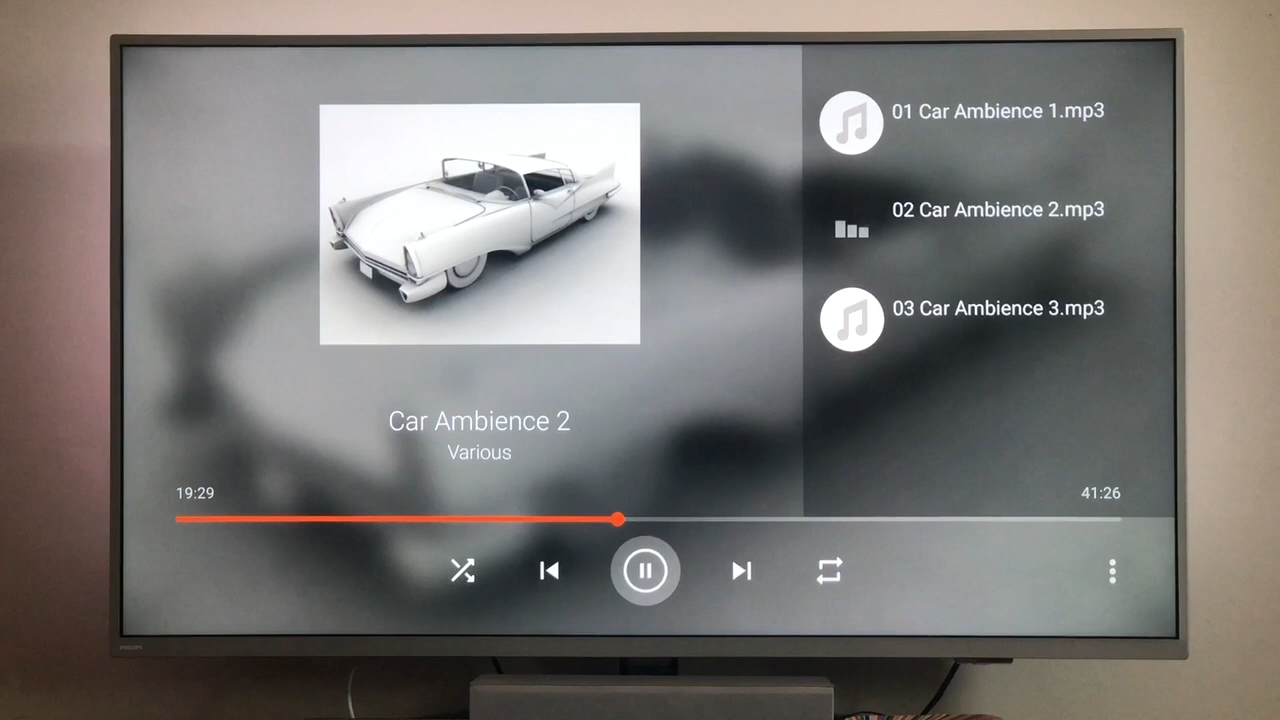 01 Car Ambience 1.mp3
02 Car Ambience 2.mp3
03 Car Ambience 3.mp3
Car Ambience 2
Various
19:29
41:26
PHILIPS